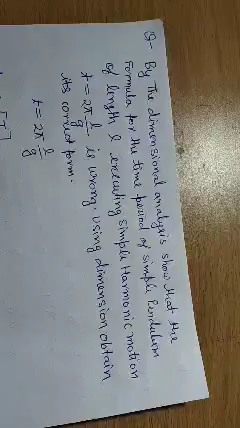 Q- By The dimensional analysis show that the
Formula for the time period of simple Pendulum
of length l executing simple Harmonic motion
t = 2π l/g is wrong using dimension obtain
its correct form.
t = 2π l/g
[T]